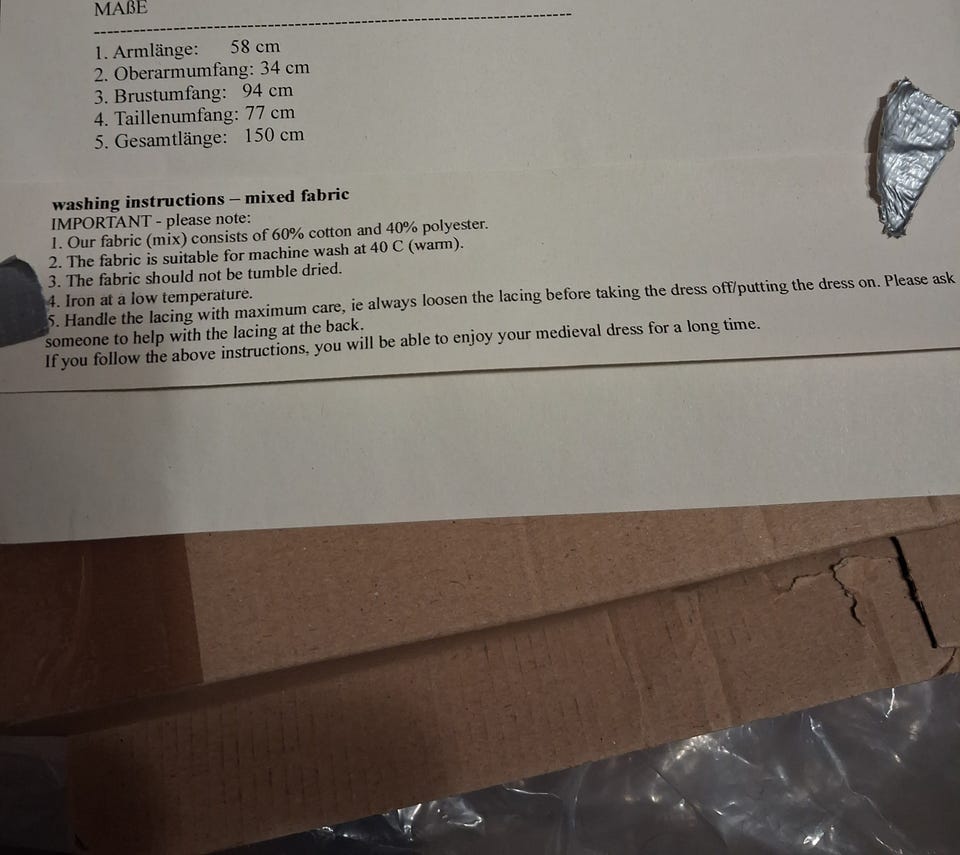 MAßE
--------------------------------------------------------------------------------
1. Armlänge: 58 cm
2. Oberarmumfang: 34 cm
3. Brustumfang: 94 cm
4. Taillenumfang: 77 cm
5. Gesamtlänge: 150 cm
washing instructions – mixed fabric
IMPORTANT - please note:
1. Our fabric (mix) consists of 60% cotton and 40% polyester.
2. The fabric is suitable for machine wash at 40 C (warm).
3. The fabric should not be tumble dried.
4. Iron at a low temperature.
5. Handle the lacing with maximum care, ie always loosen the lacing before taking the dress off/putting the dress on. Please ask
someone to help with the lacing at the back.
If you follow the above instructions, you will be able to enjoy your medieval dress for a long time.